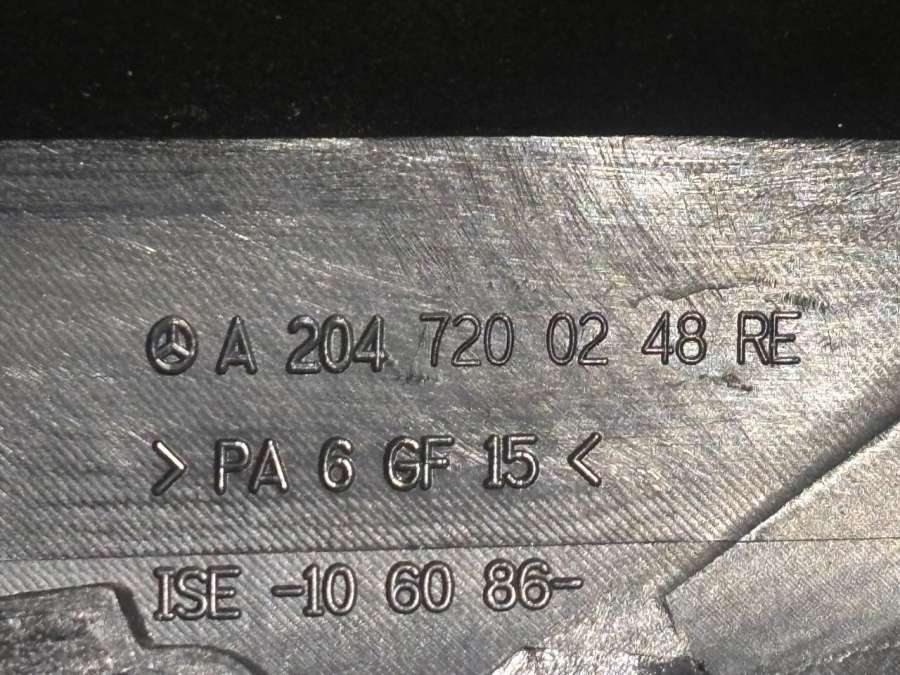 A 204 720 02 48 RE
> PA 6 GF 15 <
ISE -10 60 86-